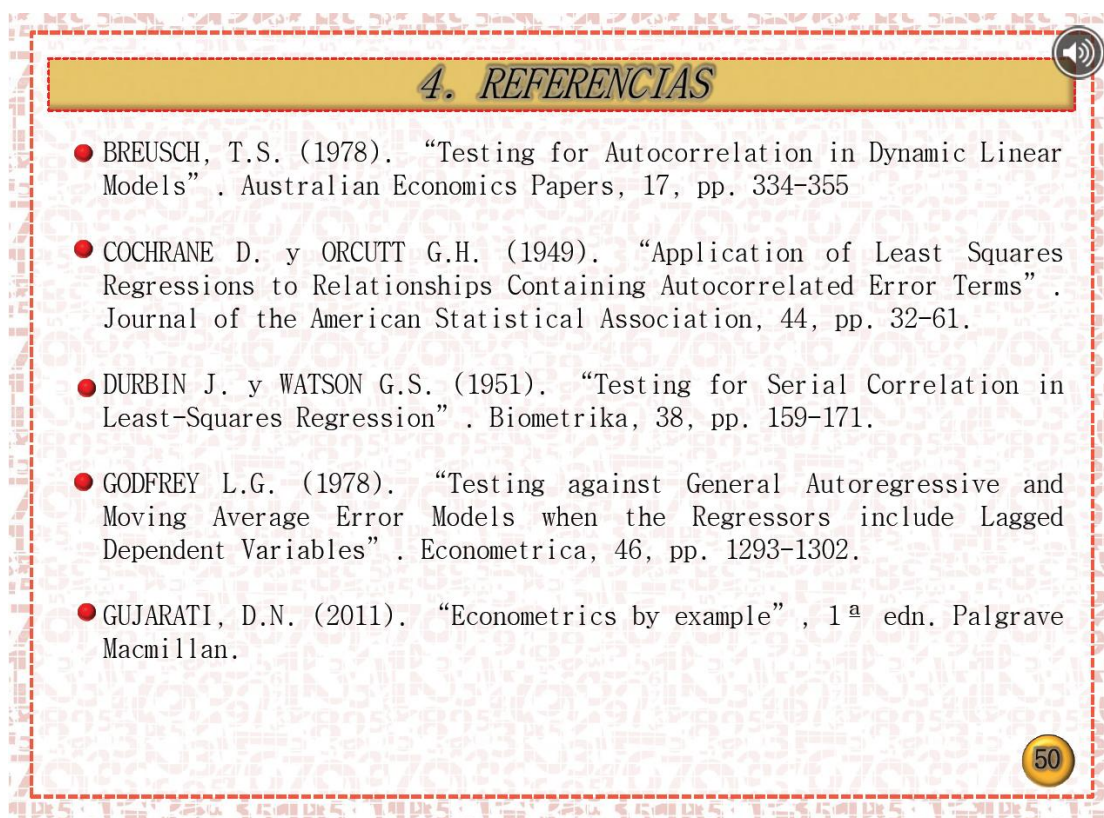 4. REFERENCIAS
BREUSCH, T.S. (1978). “Testing for Autocorrelation in Dynamic Linear
Models”. Australian Economics Papers, 17, pp. 334-355
COCHRANE D. y ORCUTT G.H. (1949). “Application of Least Squares
Regressions to Relationships Containing Autocorrelated Error Terms”.
Journal of the American Statistical Association, 44, pp. 32-61.
DURBIN J. y WATSON G.S. (1951). “Testing for Serial Correlation in
Least-Squares Regression”. Biometrika, 38, pp. 159-171.
GODFREY L.G. (1978). “Testing against General Autoregressive and
Moving Average Error Models when the Regressors include Lagged
Dependent Variables”. Econometrica, 46, pp. 1293-1302.
GUJARATI, D.N. (2011). “Econometrics by example”, 1ª edn. Palgrave
Macmillan.
50